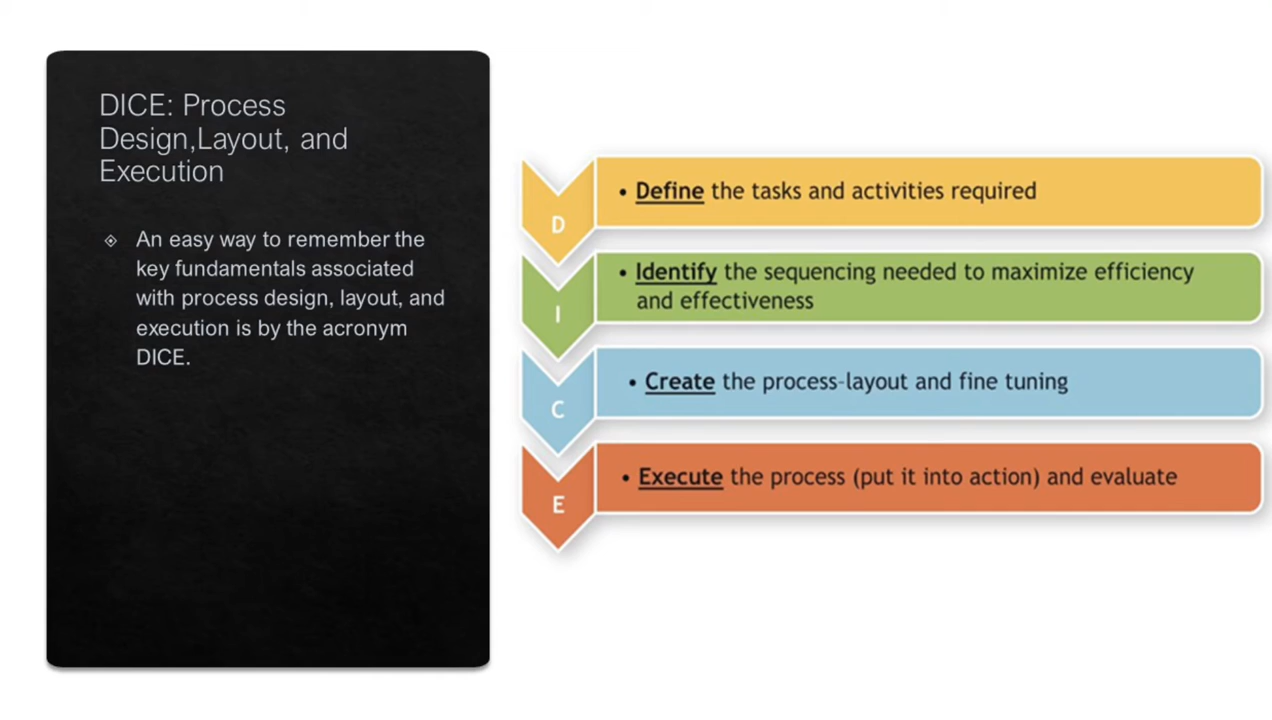 DICE: Process
Design,Layout, and
Execution
An easy way to remember the
key fundamentals associated
with process design, layout, and
execution is by the acronym
DICE.
D
• Define the tasks and activities required
I
• Identify the sequencing needed to maximize efficiency
and effectiveness
C
• Create the process-layout and fine tuning
E
• Execute the process (put it into action) and evaluate